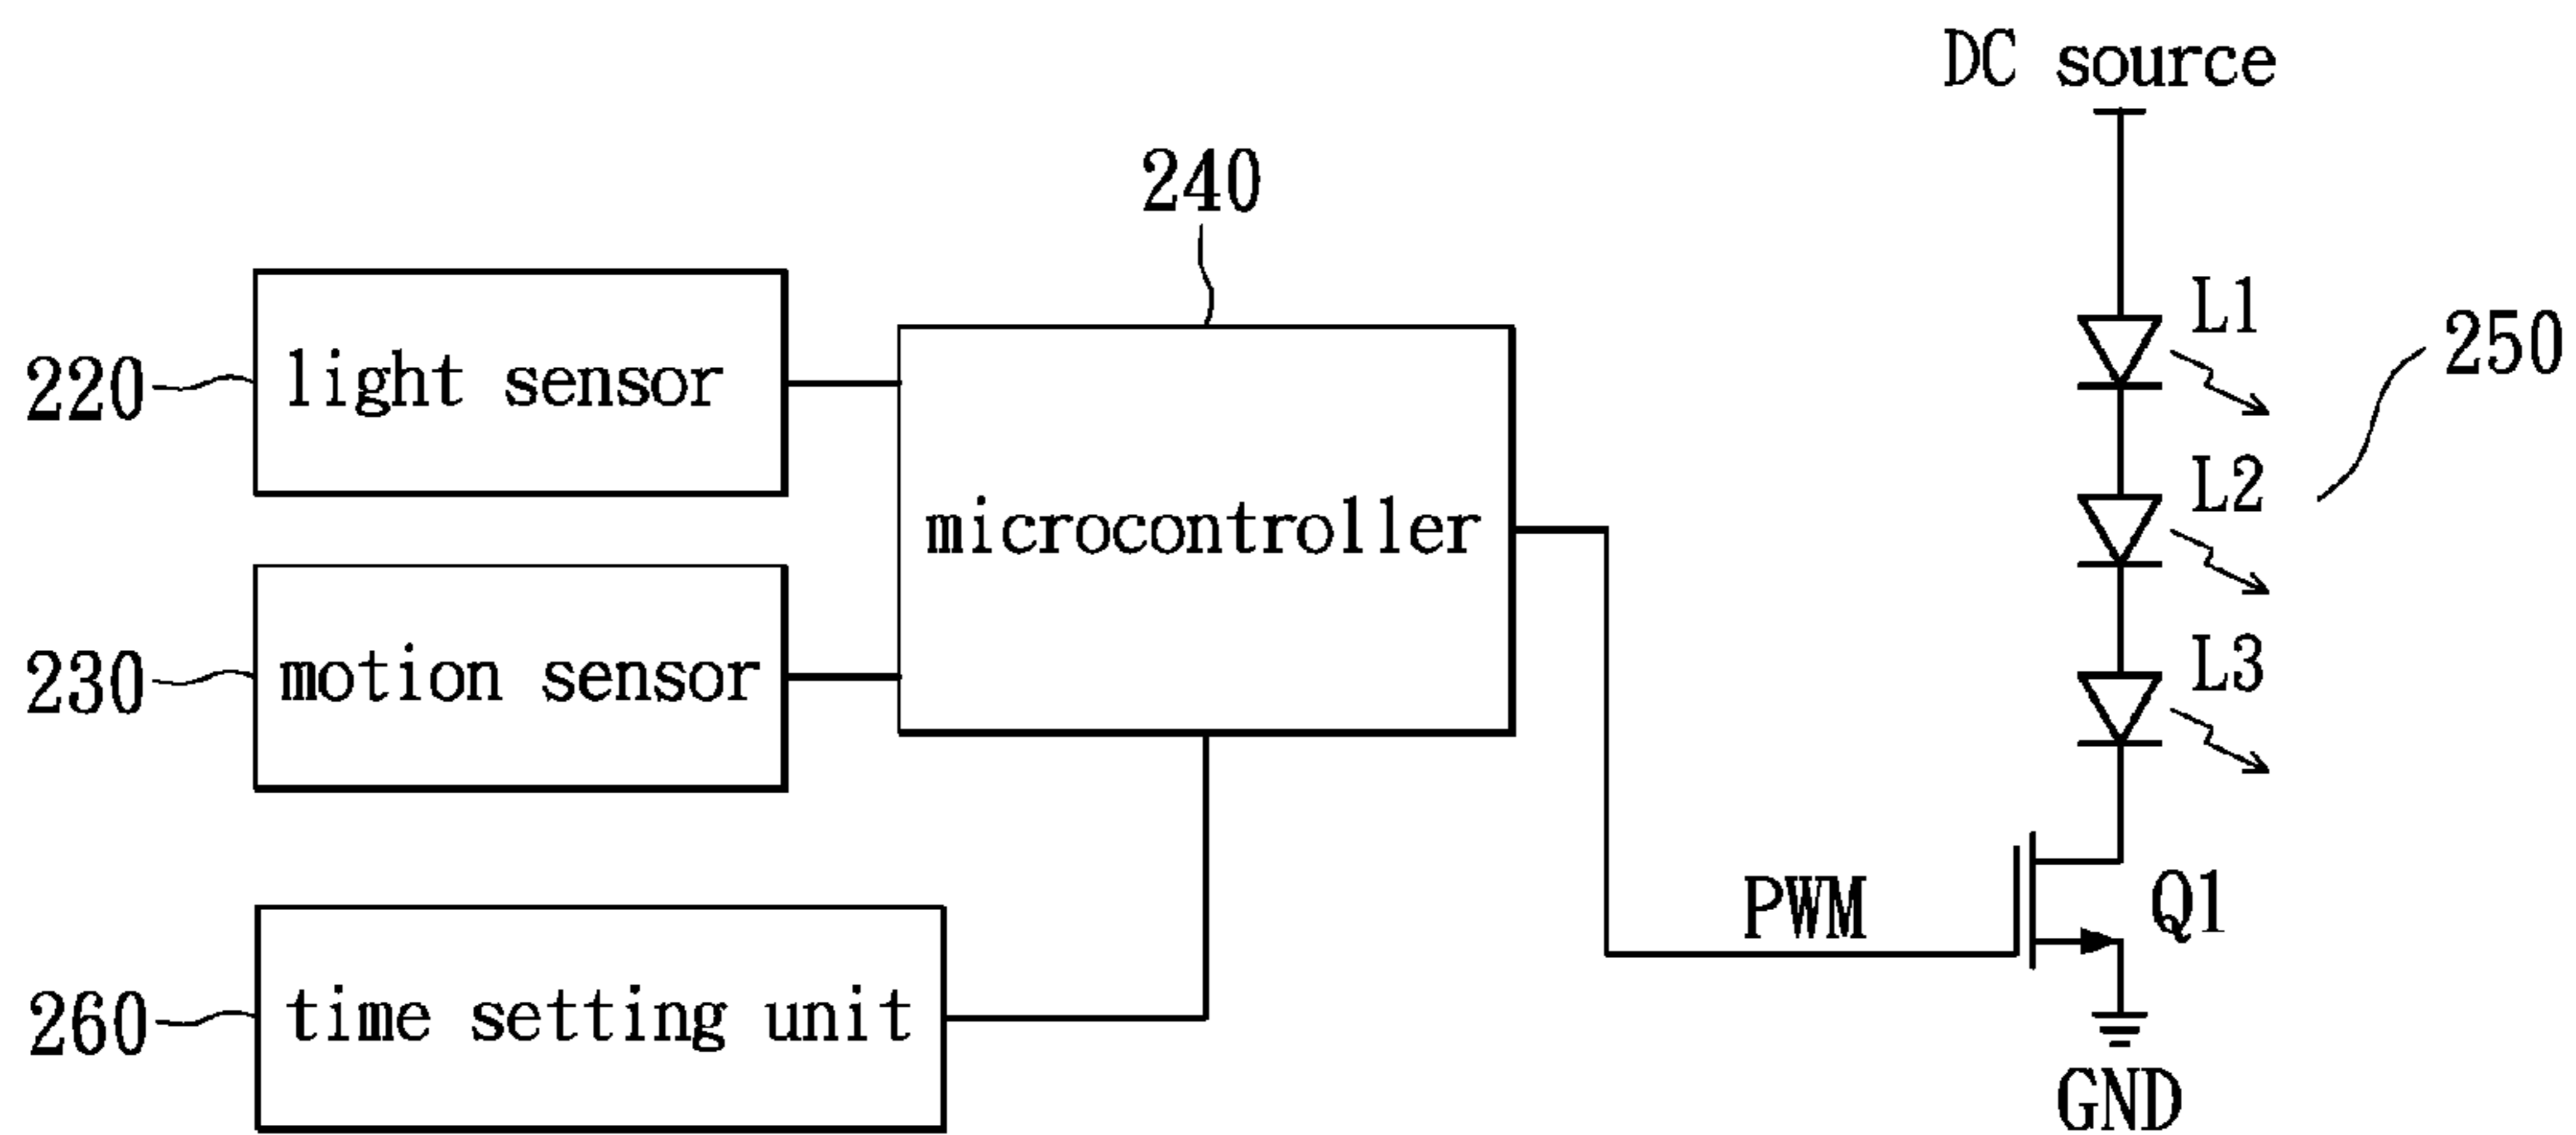 DC source
240
L1
220
light sensor
250
L2
microcontroller
L3
230
motion sensor
PWM
Q1
260
time setting unit
GND